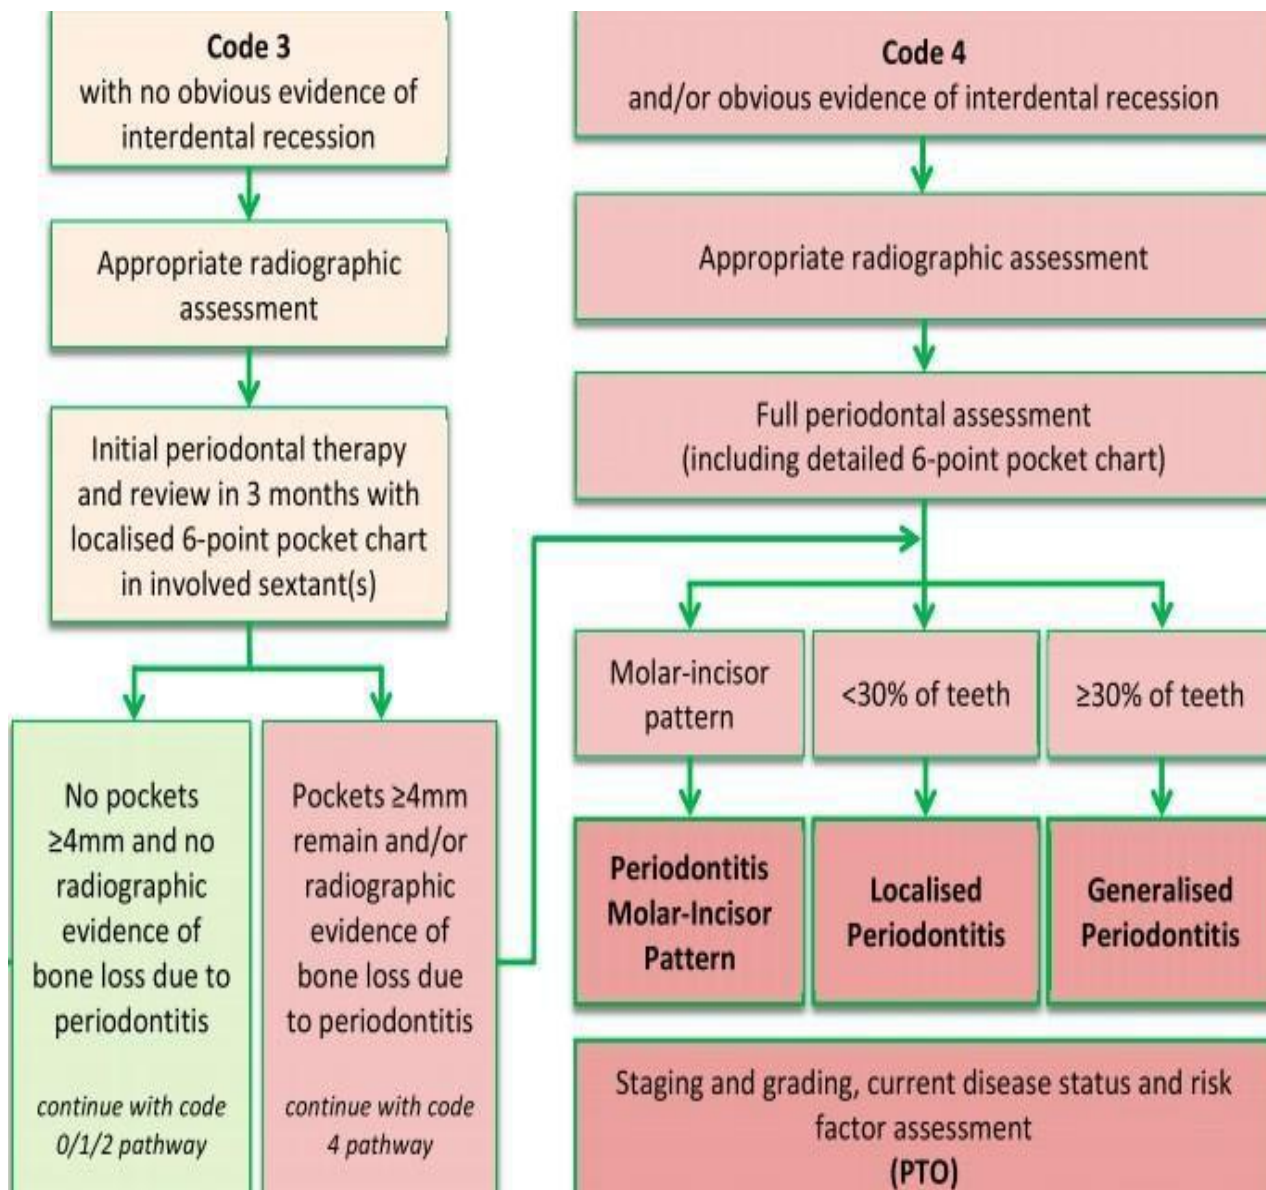 Code 3
with no obvious evidence of
interdental recession
Appropriate radiographic
assessment
Initial periodontal therapy
and review in 3 months with
localised 6-point pocket chart
in involved sextant(s)
No pockets
≥4mm and no
radiographic
evidence of
bone loss due to
periodontitis
continue with code
0/1/2 pathway
Pockets ≥4mm
remain and/or
radiographic
evidence of
bone loss due
to periodontitis
continue with code
4 pathway
Code 4
and/or obvious evidence of interdental recession
Appropriate radiographic assessment
Full periodontal assessment
(including detailed 6-point pocket chart)
Molar-incisor
pattern
<30% of teeth
≥30% of teeth
Periodontitis
Molar-Incisor
Pattern
Localised
Periodontitis
Generalised
Periodontitis
Staging and grading, current disease status and risk
factor assessment
(PTO)